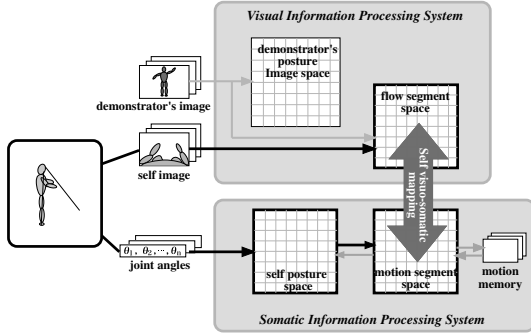 Visual Information Processing System
demonstrator's
posture
Image space
demonstrator's image
flow segment
space
self image
Self visuo-somatic
mapping
θ1, θ2, ..., θn
joint angles
self posture
space
motion segment
space
motion
memory
Somatic Information Processing System